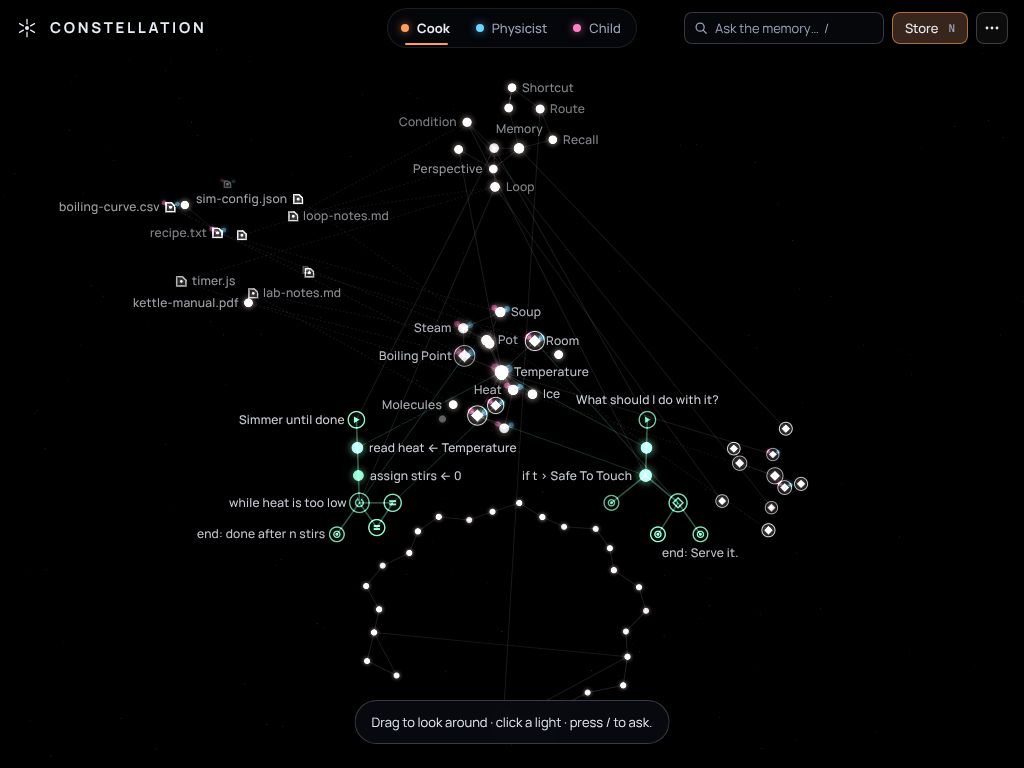 CONSTELLATION
Cook
Physicist
Child
Ask the memory… /
Store N
Shortcut
Condition
Route
Memory
Recall
Perspective
Loop
sim-config.json
boiling-curve.csv
loop-notes.md
recipe.txt
timer.js
lab-notes.md
kettle-manual.pdf
Soup
Steam
Pot
Room
Boiling Point
Temperature
Heat
Ice
What should I do with it?
Molecules
Simmer until done
read heat ← Temperature
assign stirs ← 0
if t > Safe To Touch
while heat is too low
end: done after n stirs
end: Serve it.
Drag to look around · click a light · press / to ask.